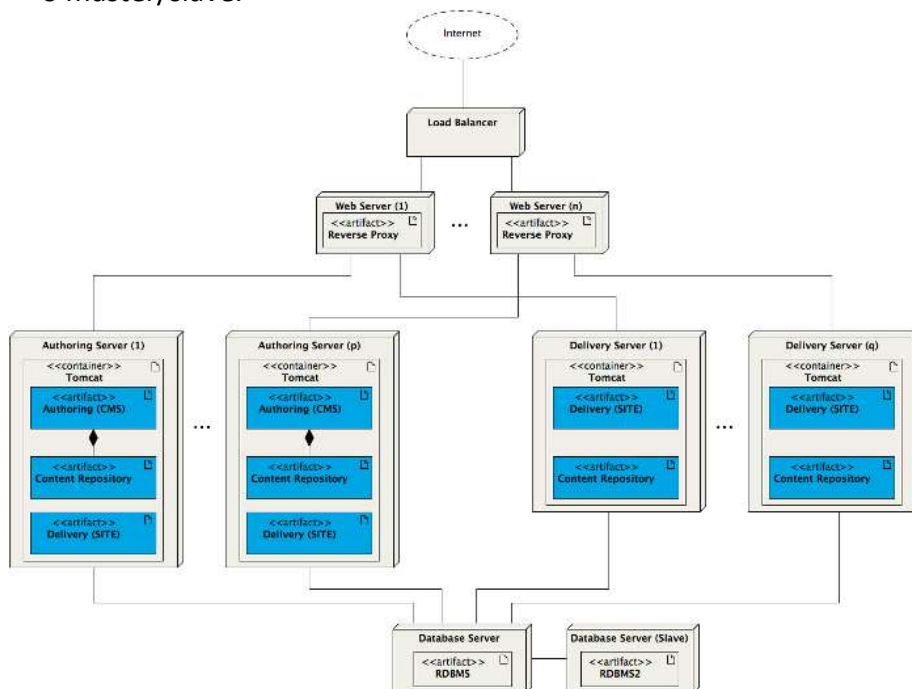 o master/slave.
Internet
Load Balancer
Web Server (1)
<<artifact>>
Reverse Proxy
...
Web Server (n)
<<artifact>>
Reverse Proxy
Authoring Server (1)
<<container>>
Tomcat
<<artifact>>
Authoring (CMS)
<<artifact>>
Content Repository
<<artifact>>
Delivery (SITE)
...
Authoring Server (p)
<<container>>
Tomcat
<<artifact>>
Authoring (CMS)
<<artifact>>
Content Repository
<<artifact>>
Delivery (SITE)
Delivery Server (1)
<<container>>
Tomcat
<<artifact>>
Delivery (SITE)
<<artifact>>
Content Repository
...
Delivery Server (q)
<<container>>
Tomcat
<<artifact>>
Delivery (SITE)
<<artifact>>
Content Repository
Database Server
<<artifact>>
RDBMS
Database Server (Slave)
<<artifact>>
RDBMS2